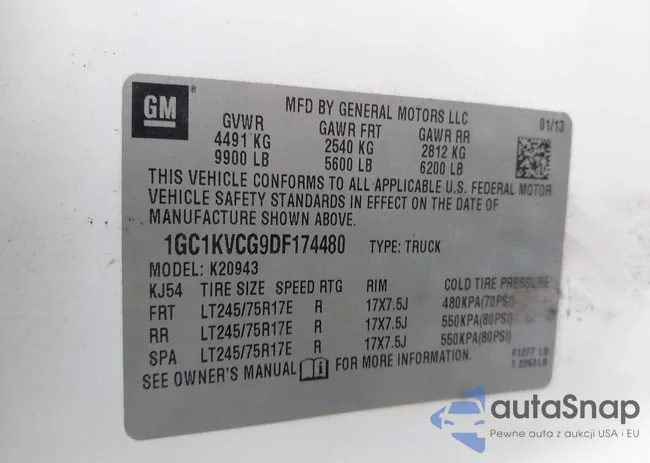 GM
MFD BY GENERAL MOTORS LLC
01/13
GVWR GAWR FRT GAWR RR
4491 KG 2540 KG 2812 KG
9900 LB 5600 LB 6200 LB
THIS VEHICLE CONFORMS TO ALL APPLICABLE U.S. FEDERAL MOTOR
VEHICLE SAFETY STANDARDS IN EFFECT ON THE DATE OF
MANUFACTURE SHOWN ABOVE.
1GC1KVCG9DF174480 TYPE: TRUCK
MODEL: K20943
KJ54 TIRE SIZE SPEED RTG RIM COLD TIRE PRESSURE
FRT LT245/75R17E R 17X7.5J 480KPA(70PSI)
RR LT245/75R17E R 17X7.5J 550KPA(80PSI)
SPA LT245/75R17E R 17X7.5J 550KPA(80PSI)
SEE OWNER'S MANUAL FOR MORE INFORMATION.
autaSnap
Pewne auta z aukcji USA i EU